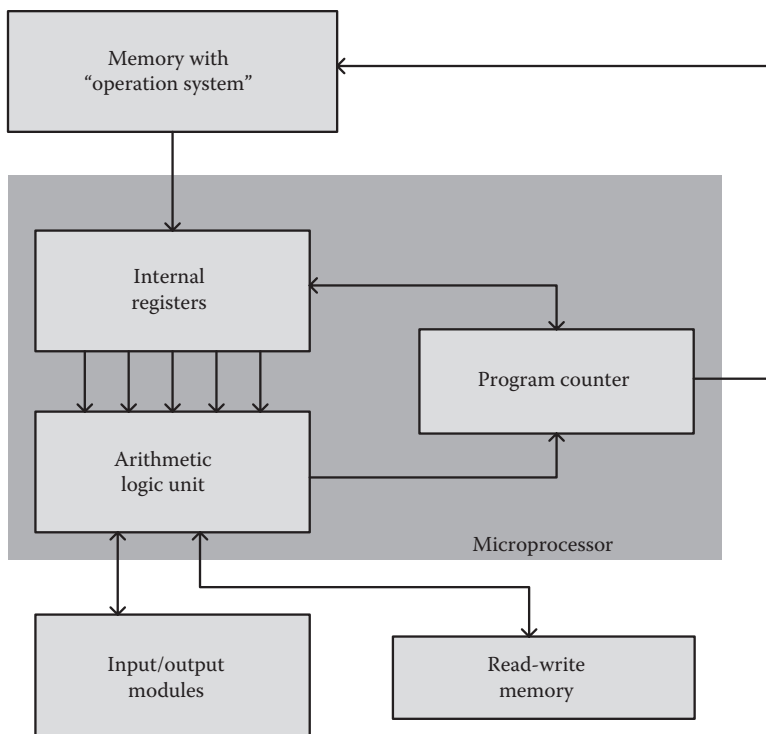 Memory with
“operation system”
Internal
registers
Program counter
Arithmetic
logic unit
Microprocessor
Input/output
modules
Read-write
memory